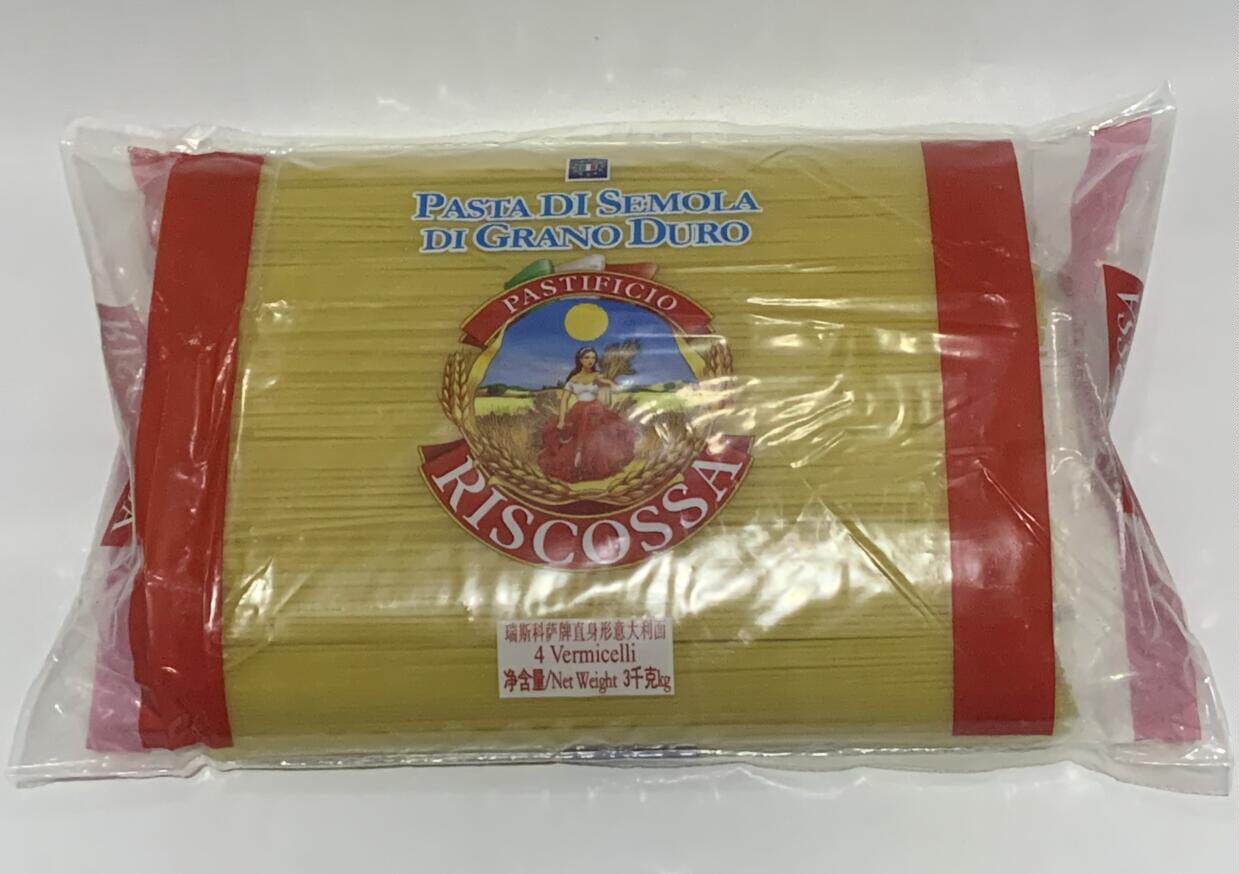 PASTA DI SEMOLA
DI GRANO DURO
PASTIFICIO
RISCOSSA
瑞斯科萨牌直身形意大利面
4 Vermicelli
净含量/Net Weight 3千克kg
SSA